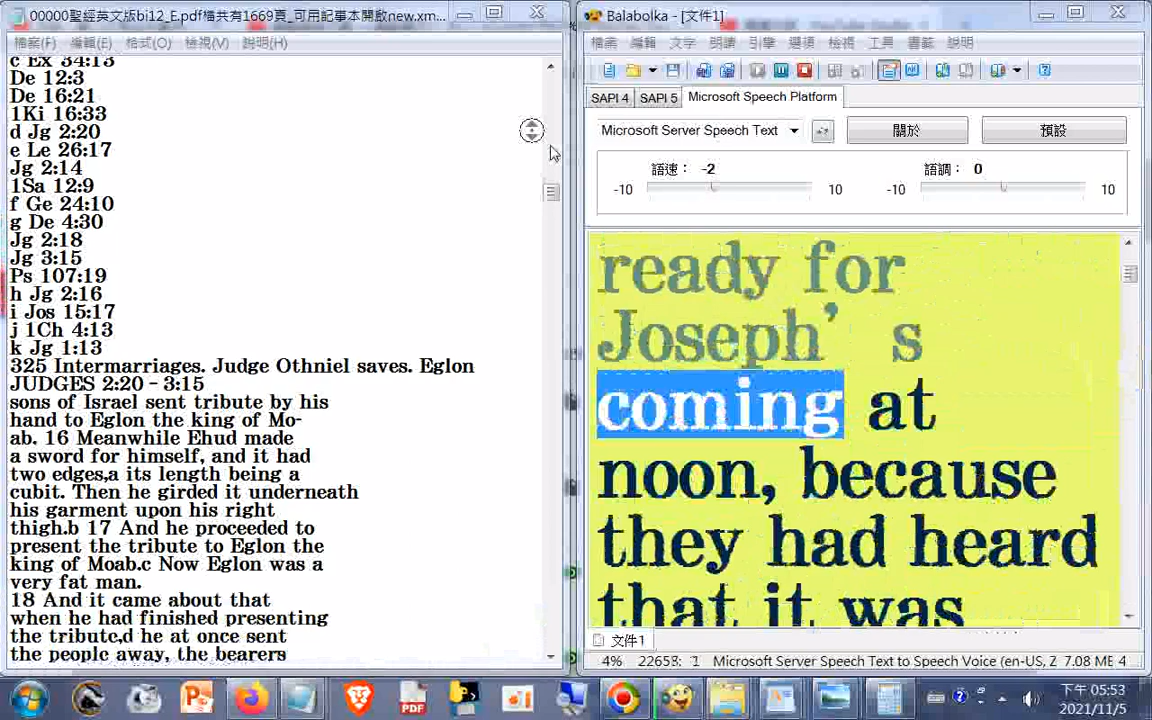 00000聖經英文版bi12_E.pdf檔共有1669頁_可用記事本開啟new.xm...
檔案(F) 編輯(E) 格式(O) 檢視(V) 說明(H)
c Ex 34:13
De 12:3
De 16:21
1Ki 16:33
d Jg 2:20
e Le 26:17
Jg 2:14
1Sa 12:9
f Ge 24:10
g De 4:30
Jg 2:18
Jg 3:15
Ps 107:19
h Jg 2:16
i Jos 15:17
j 1Ch 4:13
k Jg 1:13
325 Intermarriages. Judge Othniel saves. Eglon
JUDGES 2:20–3:15
sons of Israel sent tribute by his
hand to Eglon the king of Mo-
ab. 16 Meanwhile Ehud made
a sword for himself, and it had
two edges,a its length being a
cubit. Then he girded it underneath
his garment upon his right
thigh.b 17 And he proceeded to
present the tribute to Eglon the
king of Moab.c Now Eglon was a
very fat man.
18 And it came about that
when he had finished presenting
the tribute,d he at once sent
the people away, the bearers
Balabolka - [文件1]
檔案 編輯 文字 朗讀 引擎 選項 檢視 工具 書籤 說明
SAPI 4 SAPI 5 Microsoft Speech Platform
Microsoft Server Speech Text 關於 預設
語速： -2 語調： 0
-10 10 -10 10
ready for
Joseph’s
coming at
noon, because
they had heard
that it was
文件1
4% 22658: 1 Microsoft Server Speech Text to Speech Voice (en-US, Z 7.08 MB 4
下午 05:53
2021/11/5